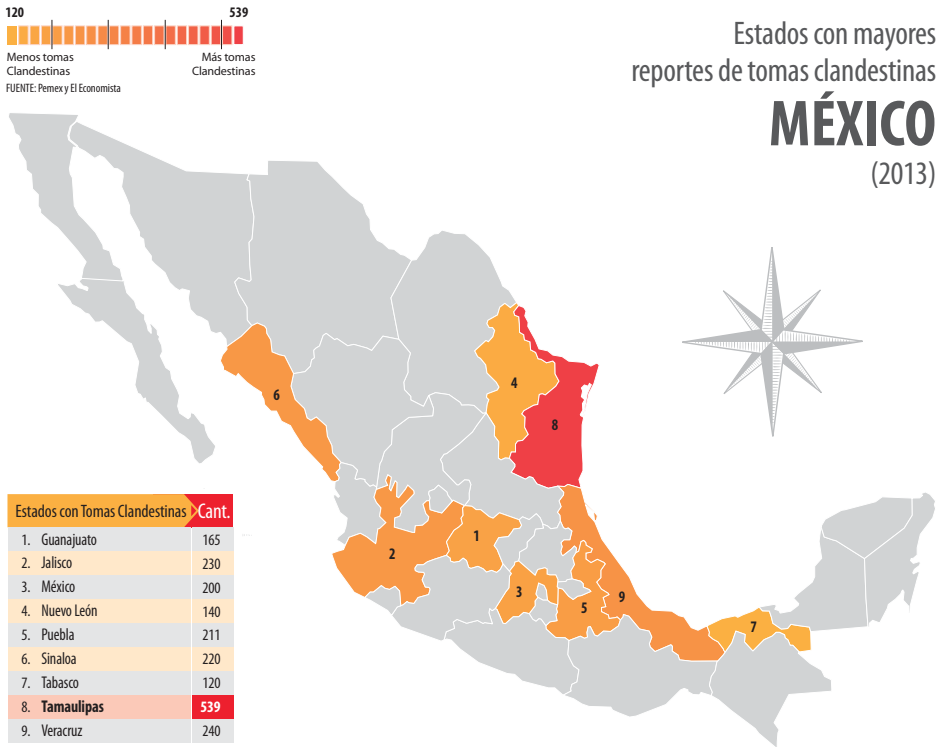 120 539
Menos tomas Clandestinas
Más tomas Clandestinas
FUENTE: Pemex y El Economista
Estados con mayores
reportes de tomas clandestinas
MÉXICO
(2013)
4
8
6
1
2
3
5
9
7
Estados con Tomas Clandestinas Cant.
1. Guanajuato 165
2. Jalisco 230
3. México 200
4. Nuevo León 140
5. Puebla 211
6. Sinaloa 220
7. Tabasco 120
8. Tamaulipas 539
9. Veracruz 240